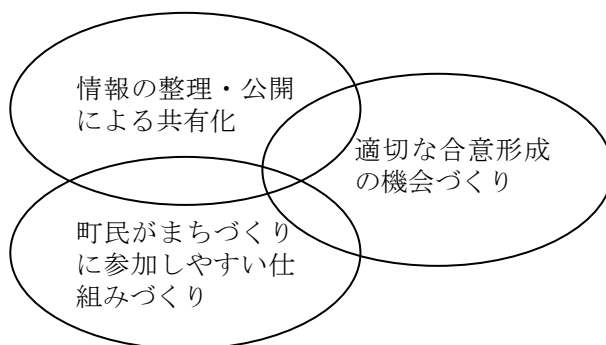 情報の整理・公開
による共有化
適切な合意形成
の機会づくり
町民がまちづくり
に参加しやすい仕
組みづくり